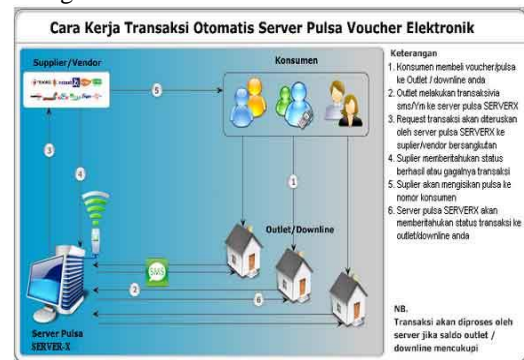 Cara Kerja Transaksi Otomatis Server Pulsa Voucher Elektronik
Supplier/Vendor
Konsumen
5
3
4
1
Outlet/Downline
SMS
2
6
Server Pulsa
SERVER-X
Keterangan
1. Konsumen membeli voucher/pulsa
ke Outlet / downline anda
2. Outlet melakukan transaksivia
sms/Ym ke server pulsa SERVERX
3. Request transaksi akan diteruskan
oleh server pulsa SERVERX ke
suplier/vendor bersangkutan
4. Suplier memberitahukan status
berhasil atau gagalnya transaksi
5. Suplier akan mengisikan pulsa ke
nomor konsumen
6. Server pulsa SERVERX akan
memberitahukan status transaksi ke
outlet/downline anda
NB.
Transaksi akan diproses oleh
server jika saldo outlet /
downline mencukupi